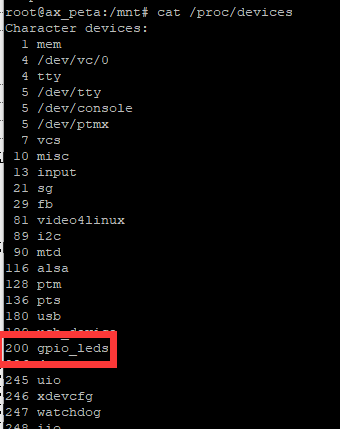 root@ax_peta:/mnt# cat /proc/devices
Character devices:
1 mem
4 /dev/vc/0
4 tty
5 /dev/tty
5 /dev/console
5 /dev/ptmx
7 vcs
10 misc
13 input
21 sg
29 fb
81 video4linux
89 i2c
90 mtd
116 alsa
128 ptm
136 pts
180 usb
200 gpio_leds
245 uio
246 xdevcfg
247 watchdog
248 iio